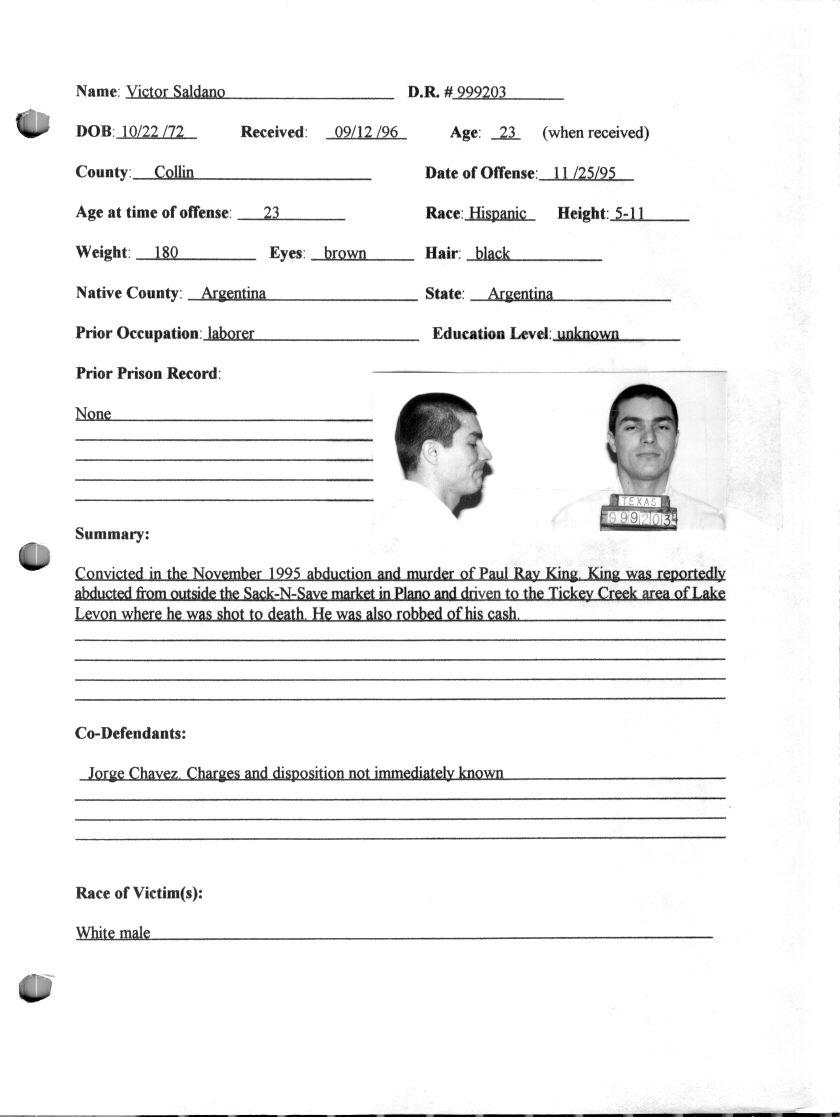 Name: Victor Saldano D.R. # 999203
DOB: 10/22 /72 Received: 09/12 /96 Age: 23 (when received)
County: Collin Date of Offense: 11 /25/95
Age at time of offense: 23 Race: Hispanic Height: 5-11
Weight: 180 Eyes: brown Hair: black
Native County: Argentina State: Argentina
Prior Occupation: laborer Education Level: unknown
Prior Prison Record:
None
TEXAS
999203
Summary:
Convicted in the November 1995 abduction and murder of Paul Ray King. King was reportedly
abducted from outside the Sack-N-Save market in Plano and driven to the Tickey Creek area of Lake
Levon where he was shot to death. He was also robbed of his cash.
Co-Defendants:
Jorge Chavez. Charges and disposition not immediately known
Race of Victim(s):
White male